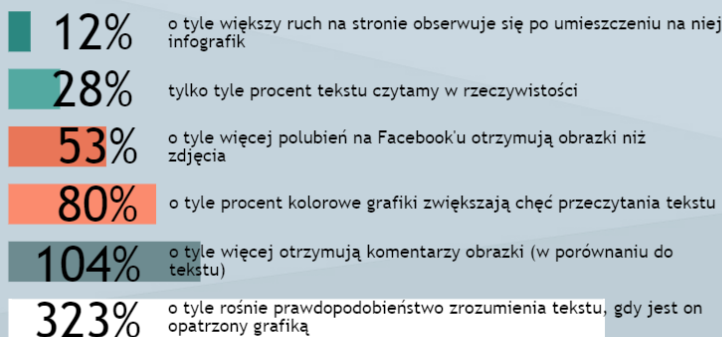 12%
o tyle większy ruch na stronie obserwuje się po umieszczeniu na niej
infografik
28%
tylko tyle procent tekstu czytamy w rzeczywistości
53%
o tyle więcej polubień na Facebook'u otrzymują obrazki niż
zdjęcia
80%
o tyle procent kolorowe grafiki zwiększają chęć przeczytania tekstu
104%
o tyle więcej otrzymują komentarzy obrazki (w porównaniu do
tekstu)
323%
o tyle rośnie prawdopodobieństwo zrozumienia tekstu, gdy jest on
opatrzony grafiką